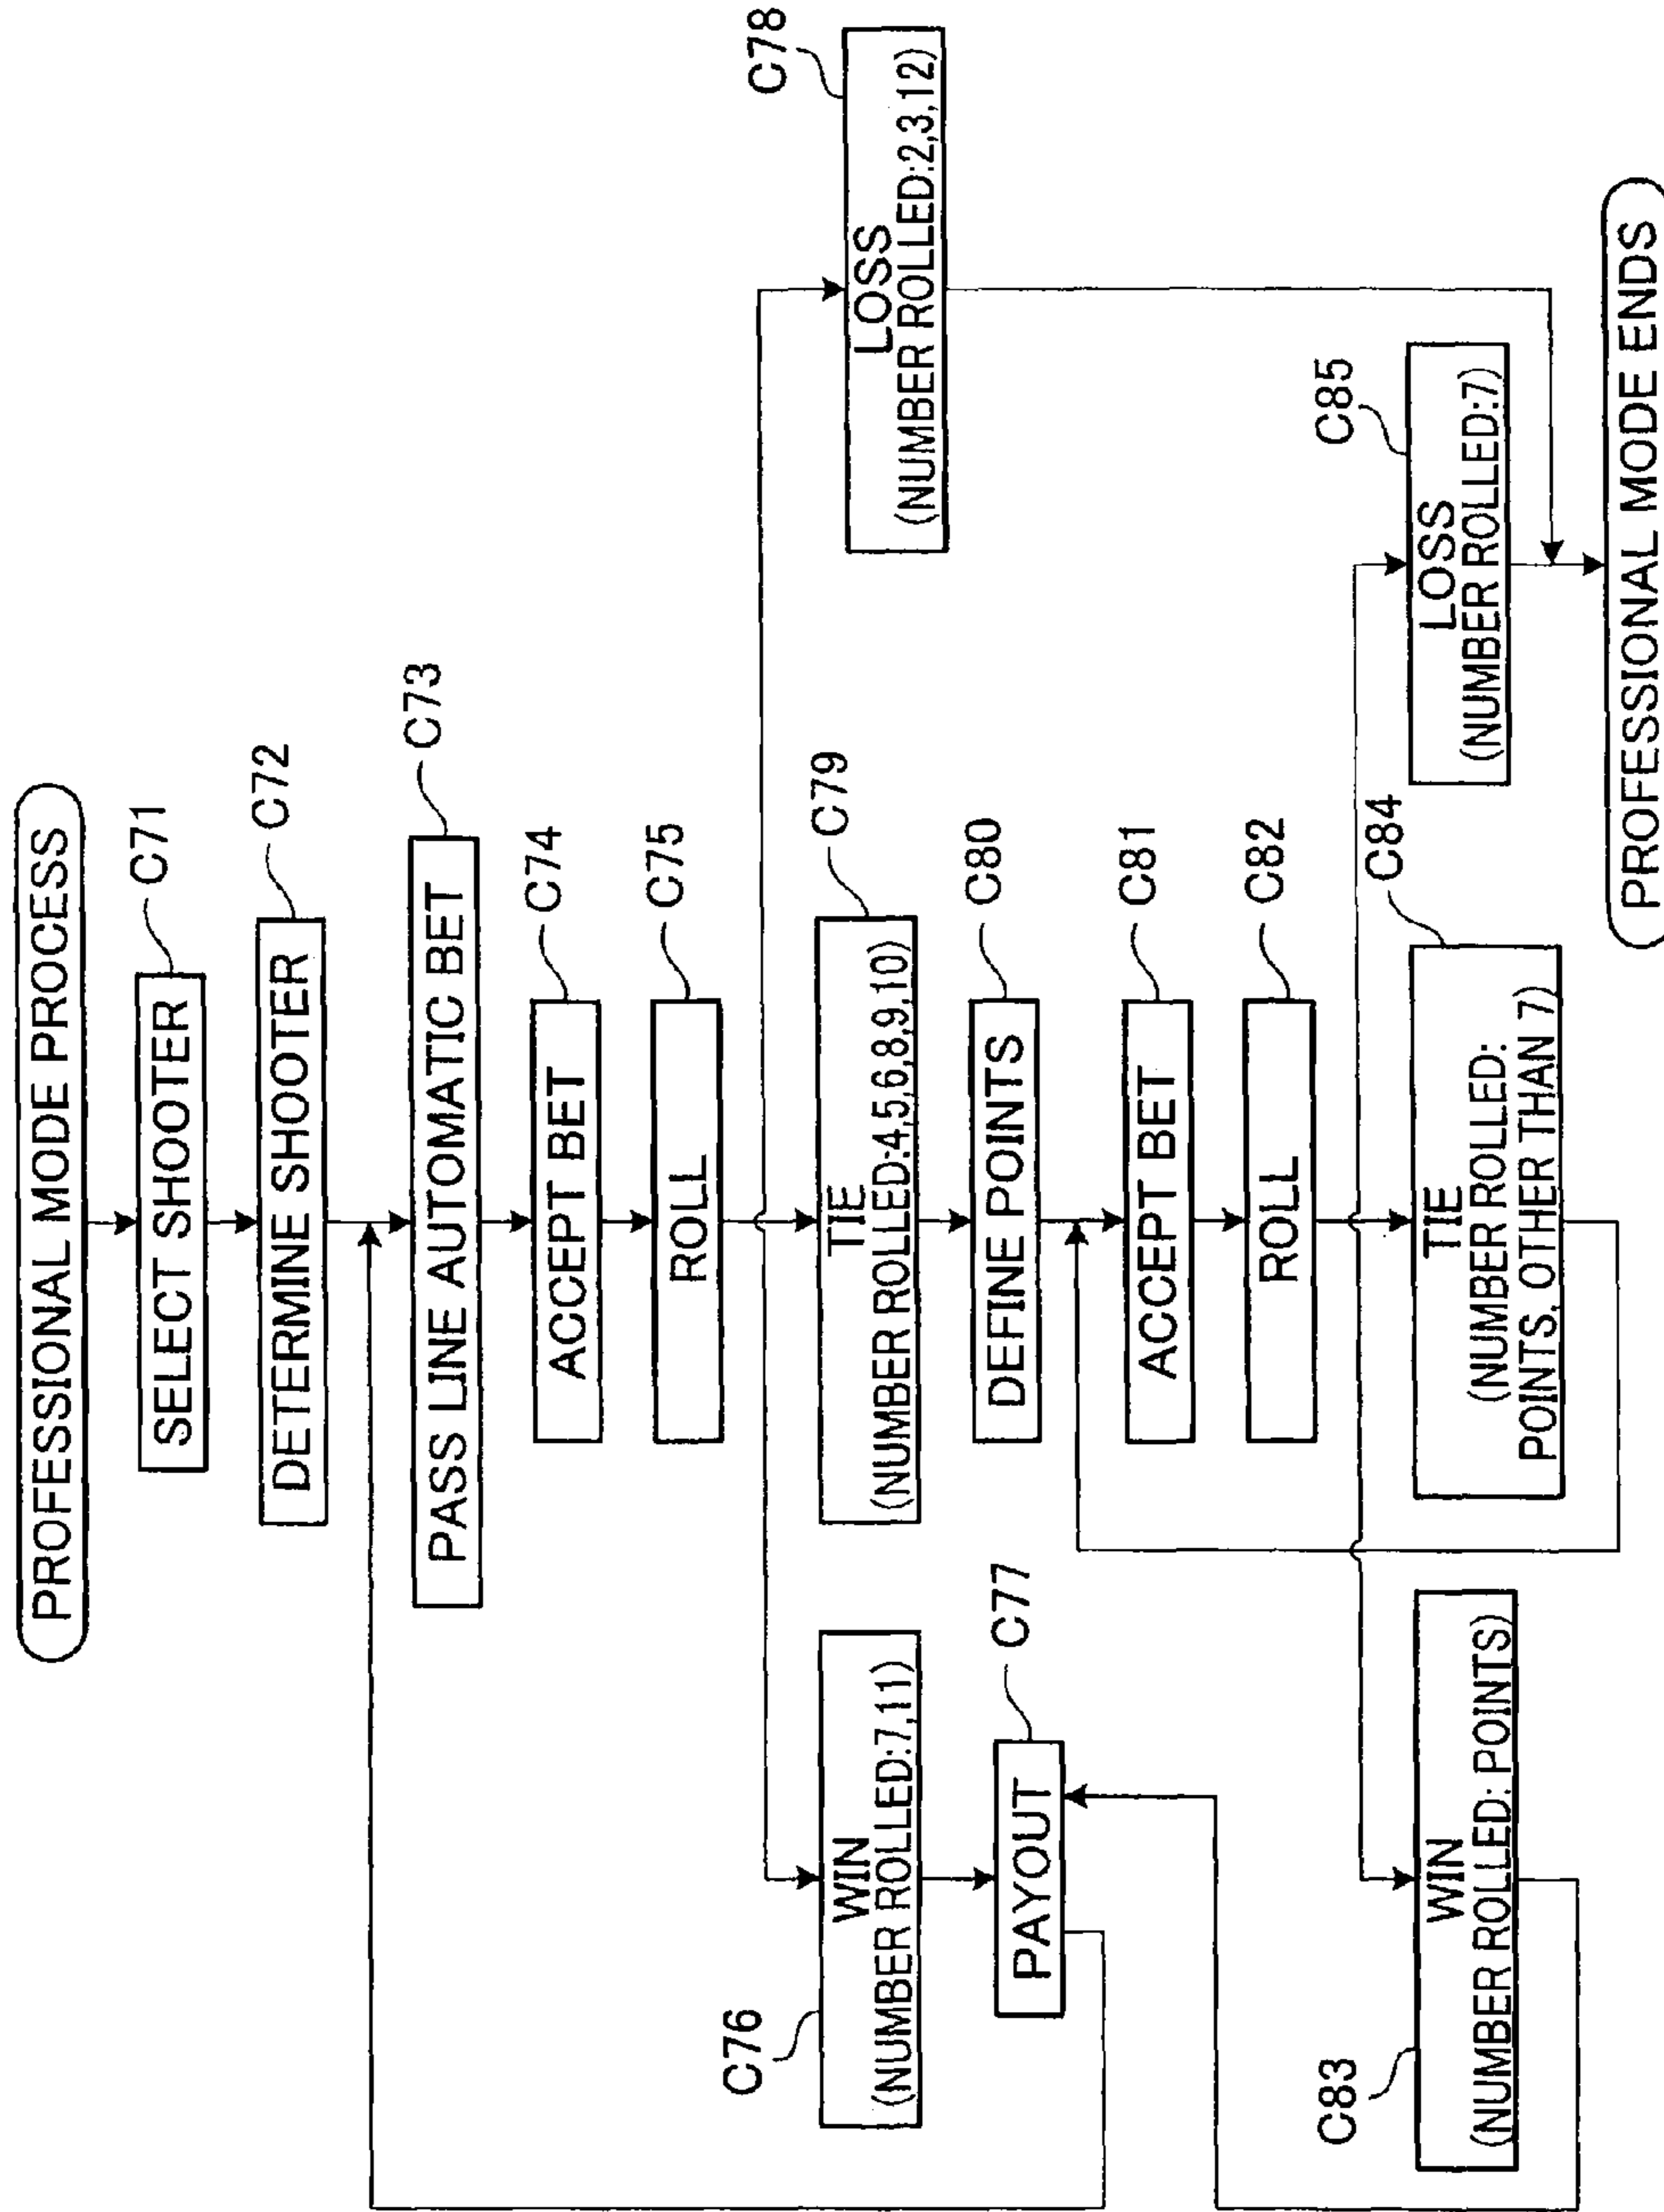 PROFESSIONAL MODE PROCESS
SELECT SHOOTER
C71
DETERMINE SHOOTER
C72
PASS LINE AUTOMATIC BET
C73
ACCEPT BET
C74
ROLL
C75
C76
WIN
(NUMBER ROLLED:7,11)
TIE
(NUMBER ROLLED:4,5,6,8,9,10)
C79
LOSS
(NUMBER ROLLED:2,3,12)
C78
PAYOUT
C77
DEFINE POINTS
C80
ACCEPT BET
C81
ROLL
C82
C83
WIN
(NUMBER ROLLED: POINTS)
TIE
(NUMBER ROLLED:
POINTS, OTHER THAN 7)
C84
LOSS
(NUMBER ROLLED:7)
C85
PROFESSIONAL MODE ENDS